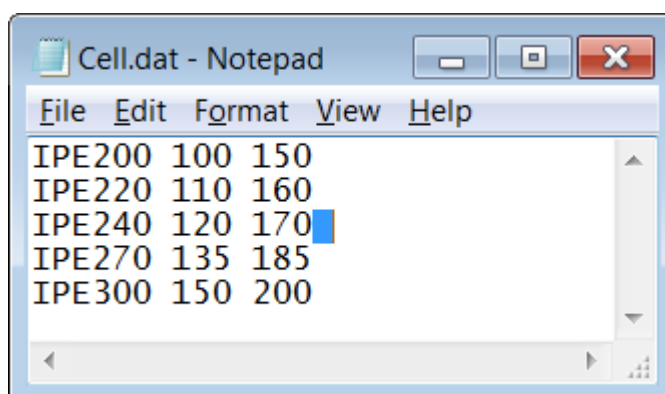 Cell.dat - Notepad
File Edit Format View Help
IPE200 100 150
IPE220 110 160
IPE240 120 170
IPE270 135 185
IPE300 150 200